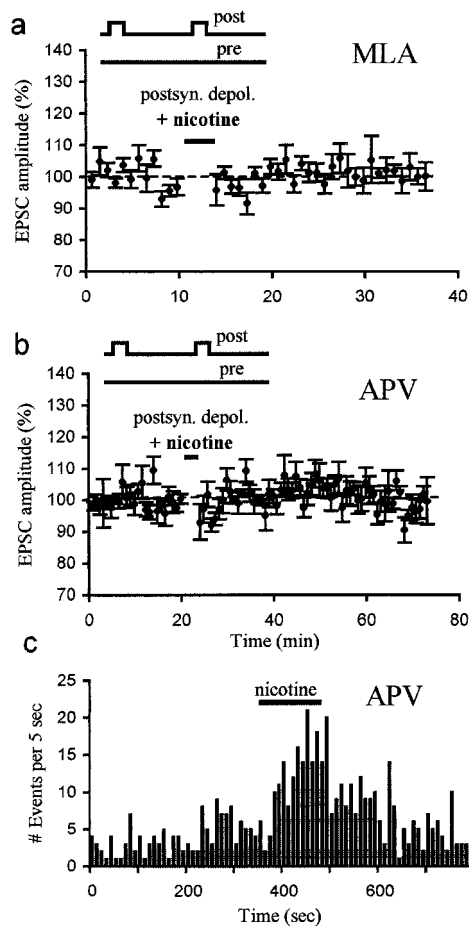 a
post
pre
MLA
postsyn. depol.
+ nicotine
EPSC amplitude (%)
140
130
120
110
100
90
80
70
0
10
20
30
40
b
post
pre
APV
postsyn. depol.
+ nicotine
EPSC amplitude (%)
140
130
120
110
100
90
80
70
0
20
40
60
80
Time (min)
c
nicotine
APV
# Events per 5 sec
25
20
15
10
5
0
0
200
400
600
Time (sec)